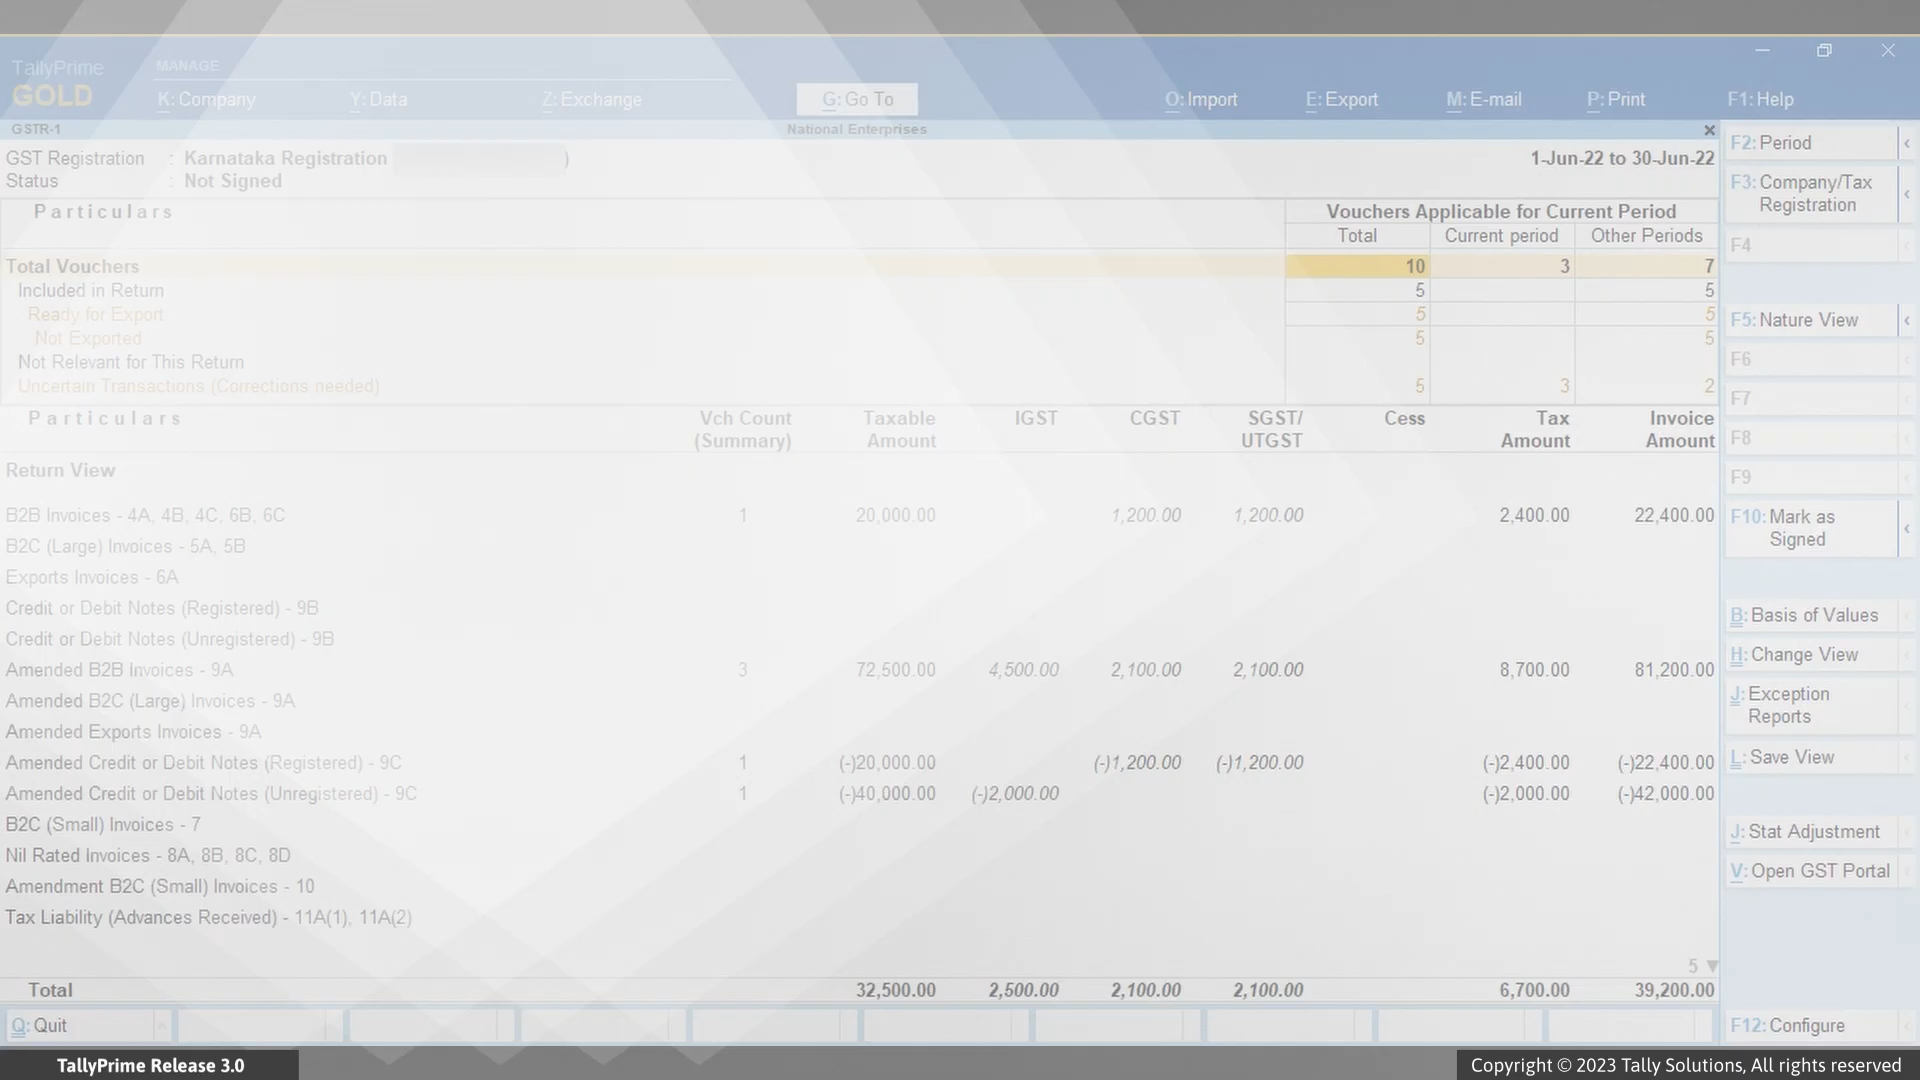 TallyPrime
GOLD
MANAGE
K: Company
Y: Data
Z: Exchange
G: Go To
O: Import
E: Export
M: E-mail
P: Print
F1: Help
GSTR-1
National Enterprises
GST Registration : Karnataka Registration )
1-Jun-22 to 30-Jun-22
Status : Not Signed
Particulars
Vouchers Applicable for Current Period
Total Current period Other Periods
Total Vouchers 10 3 7
Included in Return 5 5
Ready for Export 5 5
Not Exported 5 5
Not Relevant for This Return
Uncertain Transactions (Corrections needed) 5 3 2
Particulars Vch Count Taxable IGST CGST SGST/ Cess Tax Invoice
(Summary) Amount UTGST Amount Amount
Return View
B2B Invoices - 4A, 4B, 4C, 6B, 6C 1 20,000.00 1,200.00 1,200.00 2,400.00 22,400.00
B2C (Large) Invoices - 5A, 5B
Exports Invoices - 6A
Credit or Debit Notes (Registered) - 9B
Credit or Debit Notes (Unregistered) - 9B
Amended B2B Invoices - 9A 3 72,500.00 4,500.00 2,100.00 2,100.00 8,700.00 81,200.00
Amended B2C (Large) Invoices - 9A
Amended Exports Invoices - 9A
Amended Credit or Debit Notes (Registered) - 9C 1 (-)20,000.00 (-)1,200.00 (-)1,200.00 (-)2,400.00 (-)22,400.00
Amended Credit or Debit Notes (Unregistered) - 9C 1 (-)40,000.00 (-)2,000.00 (-)2,000.00 (-)42,000.00
B2C (Small) Invoices - 7
Nil Rated Invoices - 8A, 8B, 8C, 8D
Amendment B2C (Small) Invoices - 10
Tax Liability (Advances Received) - 11A(1), 11A(2)
5 ▼
Total 32,500.00 2,500.00 2,100.00 2,100.00 6,700.00 39,200.00
Q: Quit
F2: Period
F3: Company/Tax
Registration
F4
F5: Nature View
F6
F7
F8
F9
F10: Mark as
Signed
B: Basis of Values
H: Change View
J: Exception
Reports
L: Save View
J: Stat Adjustment
V: Open GST Portal
F12: Configure
TallyPrime Release 3.0
Copyright © 2023 Tally Solutions, All rights reserved